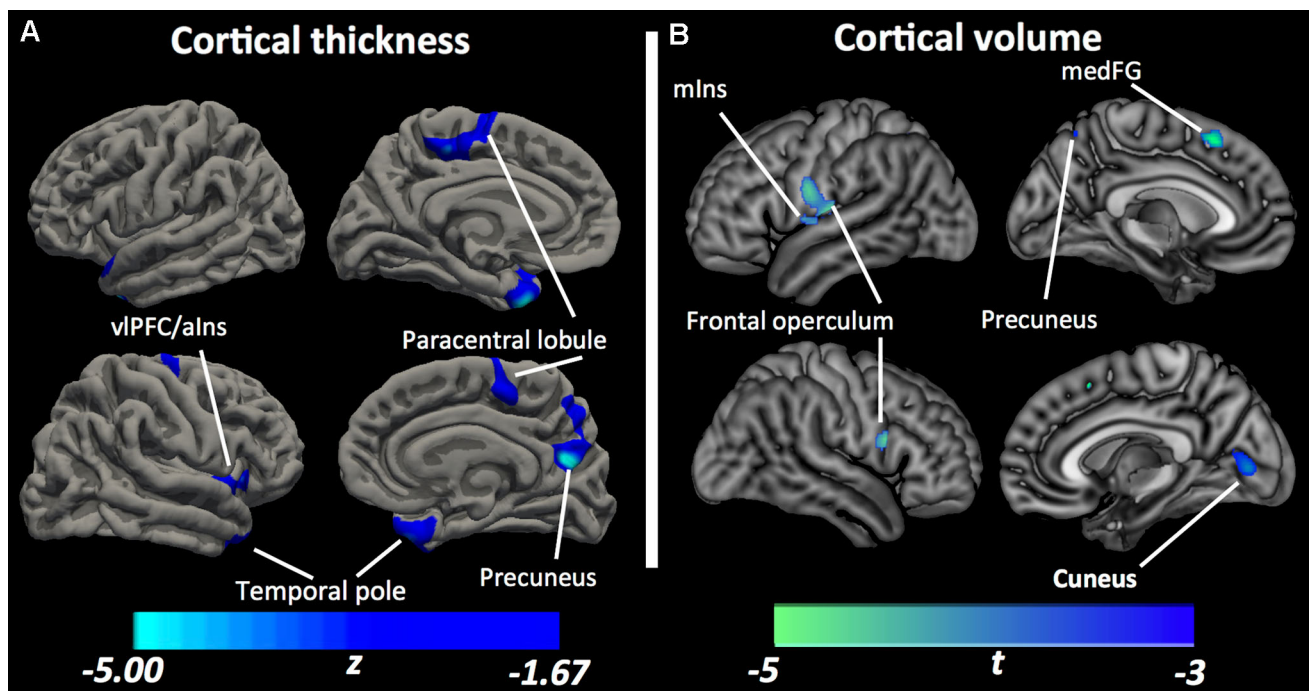 A
Cortical thickness
vlPFC/aIns
Paracentral lobule
Temporal pole
Precuneus
-5.00
z
-1.67
B
Cortical volume
mIns
medFG
Frontal operculum
Precuneus
Cuneus
-5
t
-3